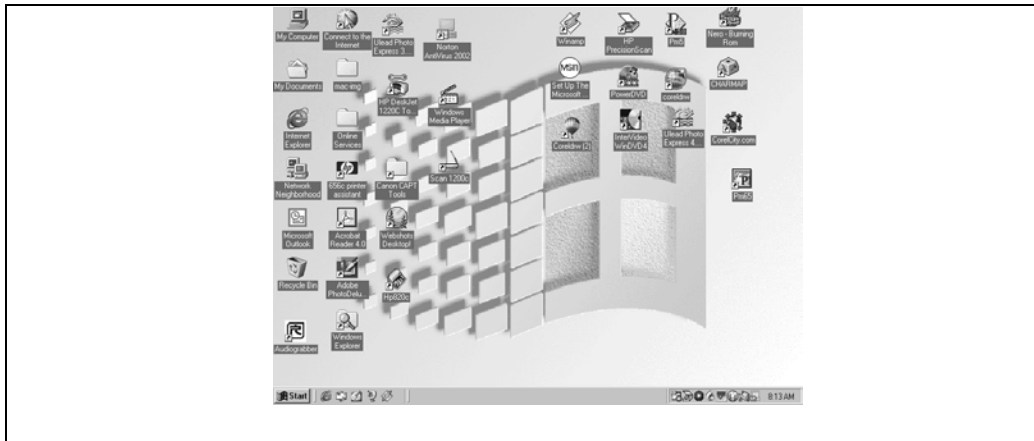 My Computer
Connect to the
Internet
Ulead Photo
Express 3...
Norton
AntiVirus 2002
Winamp
HP
PrecisionScan
Pm6
Nero - Burning
Rom
My Documents
mac-img
HP DeskJet
1220C To...
Windows
Media Player
msn
Set Up The
Microsoft ...
PowerDVD
coreldrw
CHARMAP
Internet
Explorer
Online
Services
Coreldrw (2)
InterVideo
WinDVD4
Ulead Photo
Express 4...
CorelCity.com
Network
Neighborhood
656c printer
assistant
Canon CAPT
Tools
Scan 1200c
Pm65
Microsoft
Outlook
Acrobat
Reader 4.0
Webshots
Desktop!
Recycle Bin
Adobe
PhotoDelu...
Hp820c
Audiograbber
Windows
Explorer
Start
8:13 AM